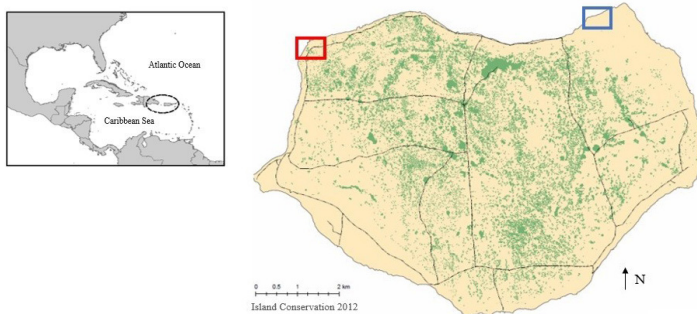 Atlantic Ocean
Caribbean Sea
0 0.5 1 2 km
Island Conservation 2012
N